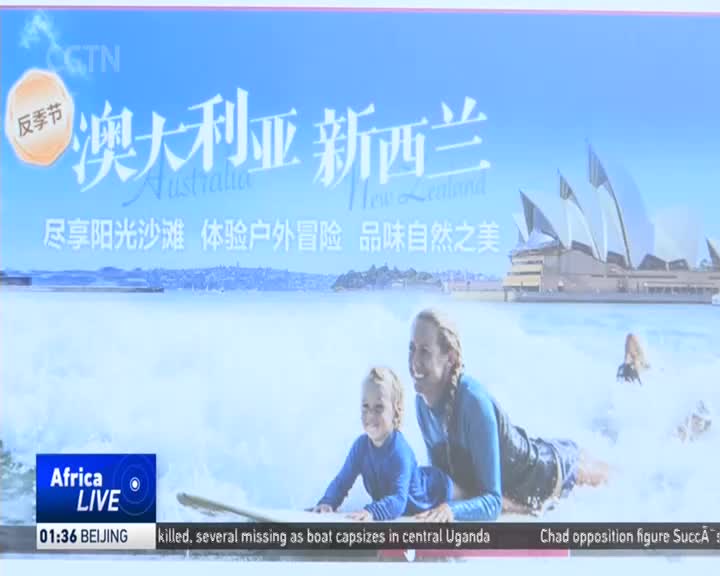 CGTN
反季节
澳大利亚 新西兰
Australia New Zealand
尽享阳光沙滩 体验户外冒险 品味自然之美
Africa
LIVE
01:36 BEIJING
killed, several missing as boat capsizes in central Uganda Chad opposition figure SuccÃ¨s